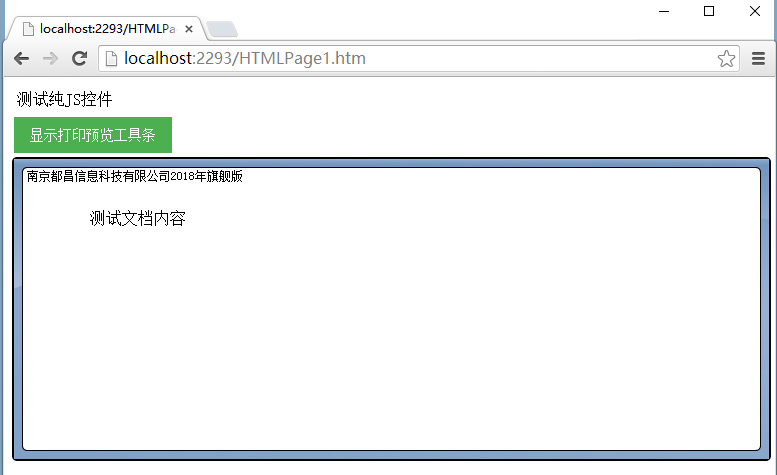 localhost:2293/HTMLPa
localhost:2293/HTMLPage1.htm
测试纯JS控件
显示打印预览工具条
南京都昌信息科技有限公司2018年旗舰版
测试文档内容